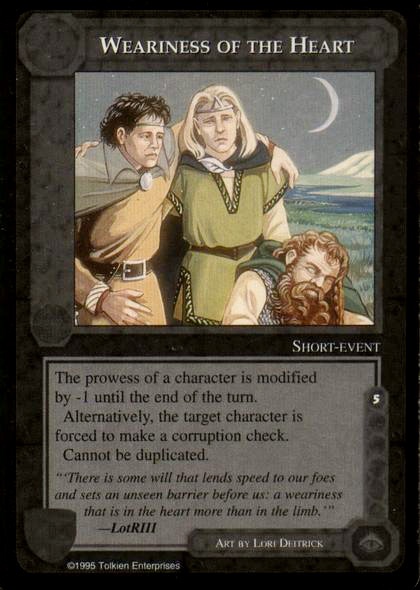 WEARINESS OF THE HEART
SHORT-EVENT
The prowess of a character is modified
by -1 until the end of the turn.
Alternatively, the target character is
forced to make a corruption check.
Cannot be duplicated.
5
“‘There is some will that lends speed to our foes
and sets an unseen barrier before us: a weariness
that is in the heart more than in the limb.’”
—LotRIII
ART BY LORI DEITRICK
©1995 Tolkien Enterprises